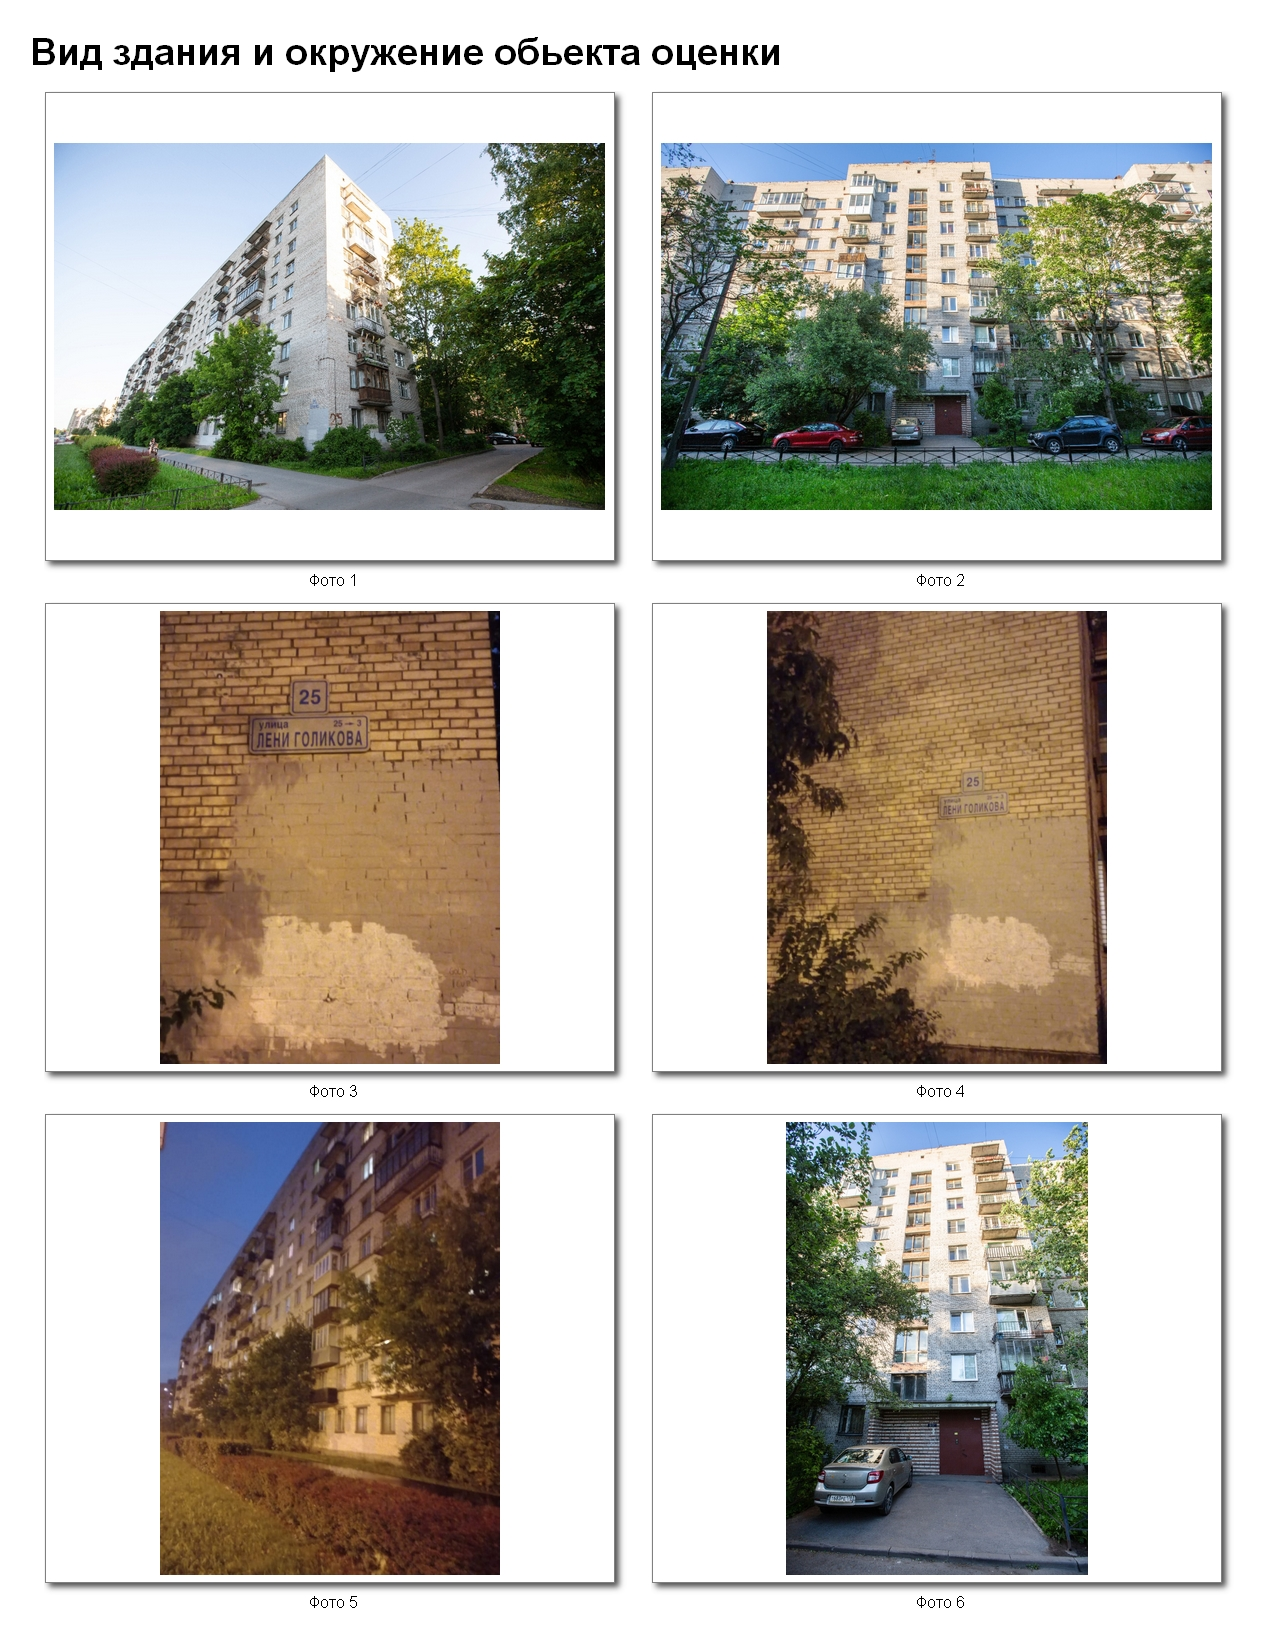 Вид здания и окружение обьекта оценки
Фото 1
Фото 2
25
улица 25 → 3
ЛЕНИ ГОЛИКОВА
Фото 3
25
улица
ЛЕНИ ГОЛИКОВА
Фото 4
Фото 5
Фото 6